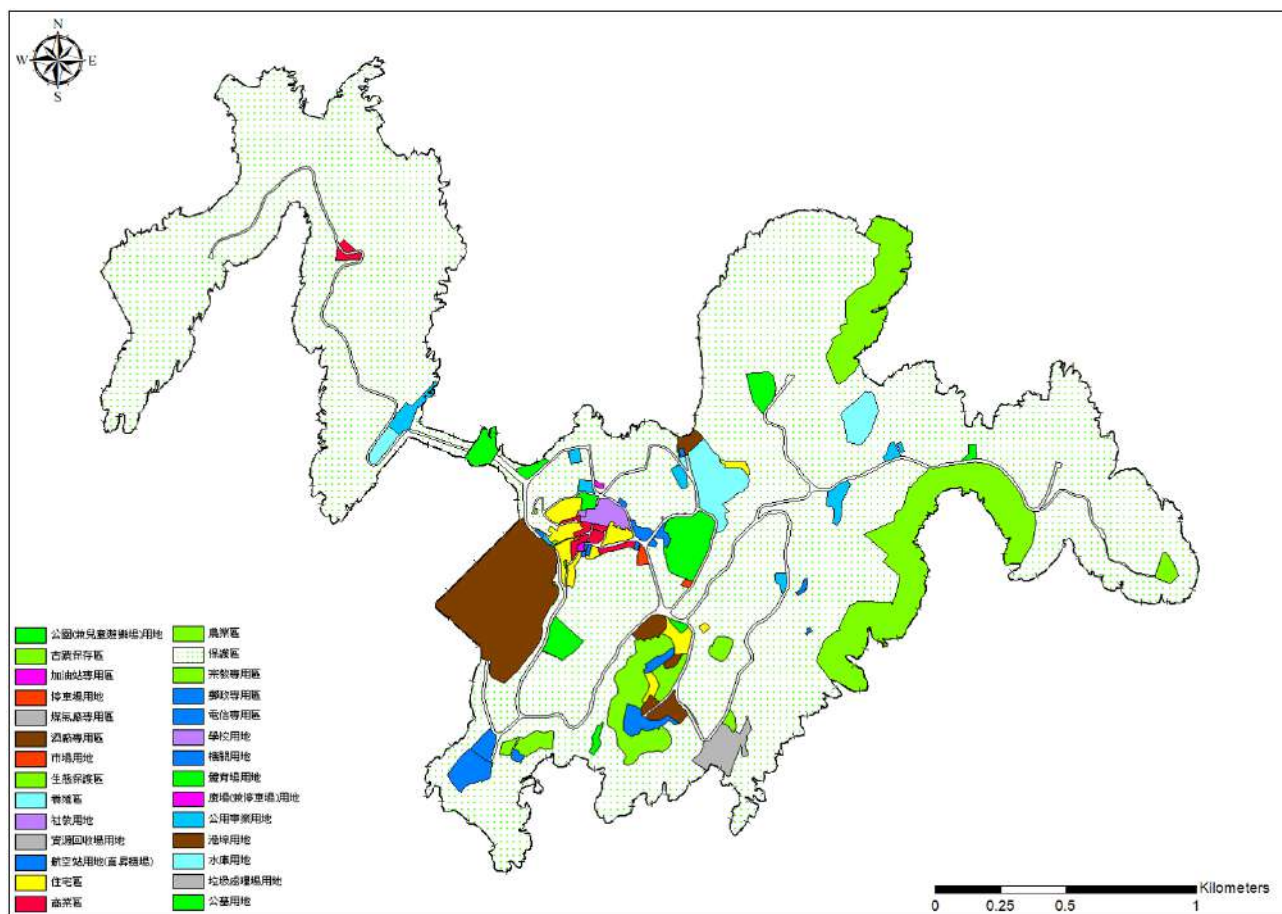 N
W
E
S
公園(兼兒童遊樂場)用地
古蹟保存區
加油站專用區
停車場用地
煤氣廠專用區
酒廠專用區
市場用地
生態保護區
養殖區
社教用地
資源回收場用地
航空站用地(直昇機場)
住宅區
商業區
農業區
保護區
宗教專用區
郵政專用區
電信專用區
學校用地
機關用地
體育場用地
廣場(兼停車場)用地
公用事業用地
港埠用地
水庫用地
垃圾處理場用地
公墓用地
Kilometers
0 0.25 0.5 1